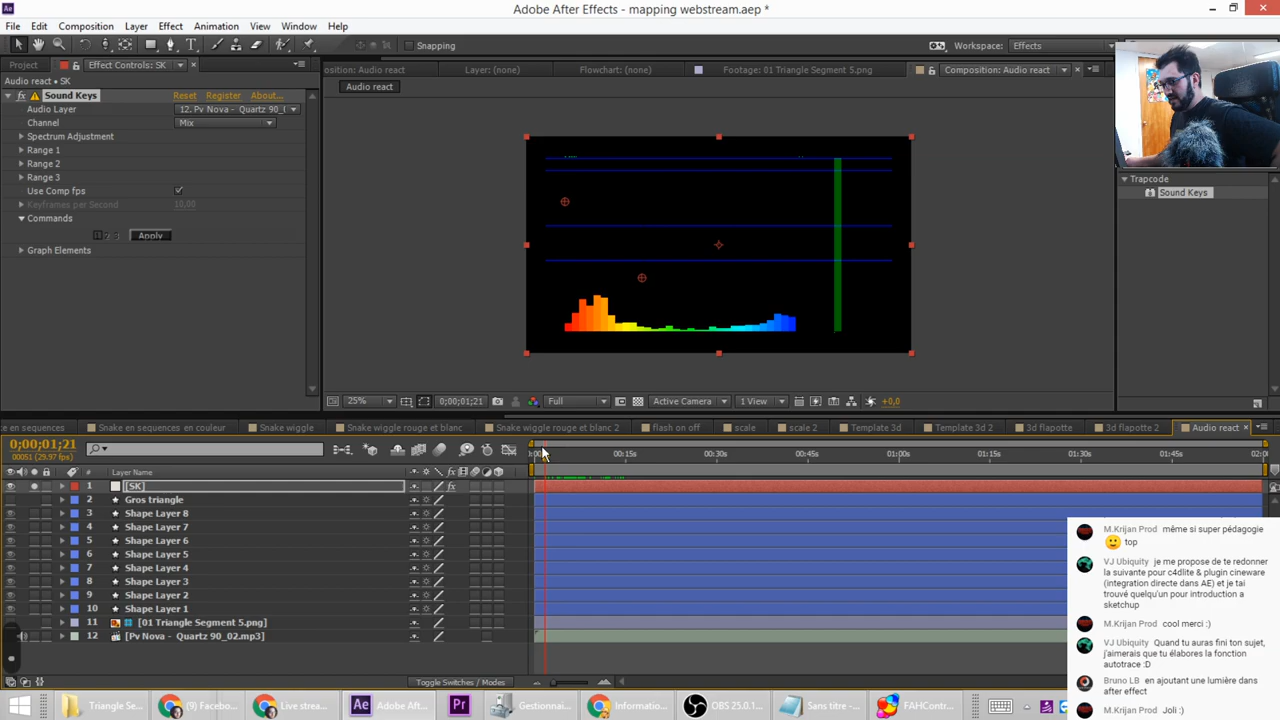 Adobe After Effects - mapping webstream.aep *
File Edit Composition Layer Effect Animation View Window Help
Snapping
Workspace: Effects
Project Effect Controls: SK
Audio react • SK
fx Sound Keys Reset Register About...
Audio Layer 12. Pv Nova - Quartz 90_(
Channel Mix
Spectrum Adjustment
Range 1
Range 2
Range 3
Use Comp fps
Keyframes per Second 10,00
Commands
1 2 3 Apply
Graph Elements
position: Audio react Layer: (none) Flowchart: (none) Footage: 01 Triangle Segment 5.png Composition: Audio react
Audio react
25% 0;00;01;21 Full Active Camera 1 View +0,0
Trapcode
Sound Keys
en sequences Snake en sequences en couleur Snake wiggle Snake wiggle rouge et blanc Snake wiggle rouge et blanc 2 flash on off scale scale 2 Template 3d Template 3d 2 3d flapotte 3d flapotte 2 Audio react
0;00;01;21
00051 (29.97 fps)
00:15s 00:30s 00:45s 01:00s 01:15s 01:30s 01:45s 02:0
# Layer Name fx
1 [SK]
2 Gros triangle
3 Shape Layer 8
4 Shape Layer 7
5 Shape Layer 6
6 Shape Layer 5
7 Shape Layer 4
8 Shape Layer 3
9 Shape Layer 2
10 Shape Layer 1
11 [01 Triangle Segment 5.png]
12 [Pv Nova - Quartz 90_02.mp3]
Toggle Switches / Modes
M.Krijan Prod même si super pédagogie
top
VJ Ubiquity je me propose de te redonner
la suivante pour c4dlite & plugin cineware
(integration directe dans AE) et je tai
trouvé quelqu'un pour introduction a
sketchup
M.Krijan Prod cool merci :)
VJ Ubiquity Quand tu auras fini ton sujet,
j'aimerais que tu élabores la fonction
autotrace :D
Bruno LB en ajoutant une lumière dans
after effect
M.Krijan Prod Joli :)
Triangle Se... (9) Facebo... Live strea... Adobe Aft... Gestionnai... Informatio... OBS 25.0.1... Sans titre -... FAHContr...